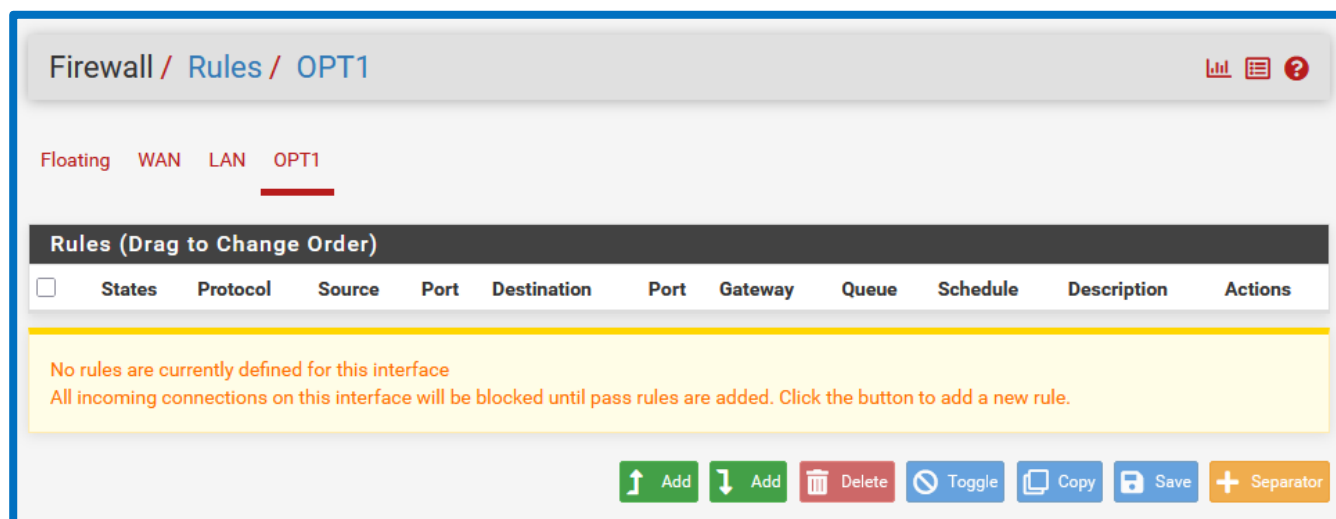 Firewall / Rules / OPT1
Floating WAN LAN OPT1
Rules (Drag to Change Order)
States Protocol Source Port Destination Port Gateway Queue Schedule Description Actions
No rules are currently defined for this interface
All incoming connections on this interface will be blocked until pass rules are added. Click the button to add a new rule.
Add Add Delete Toggle Copy Save Separator